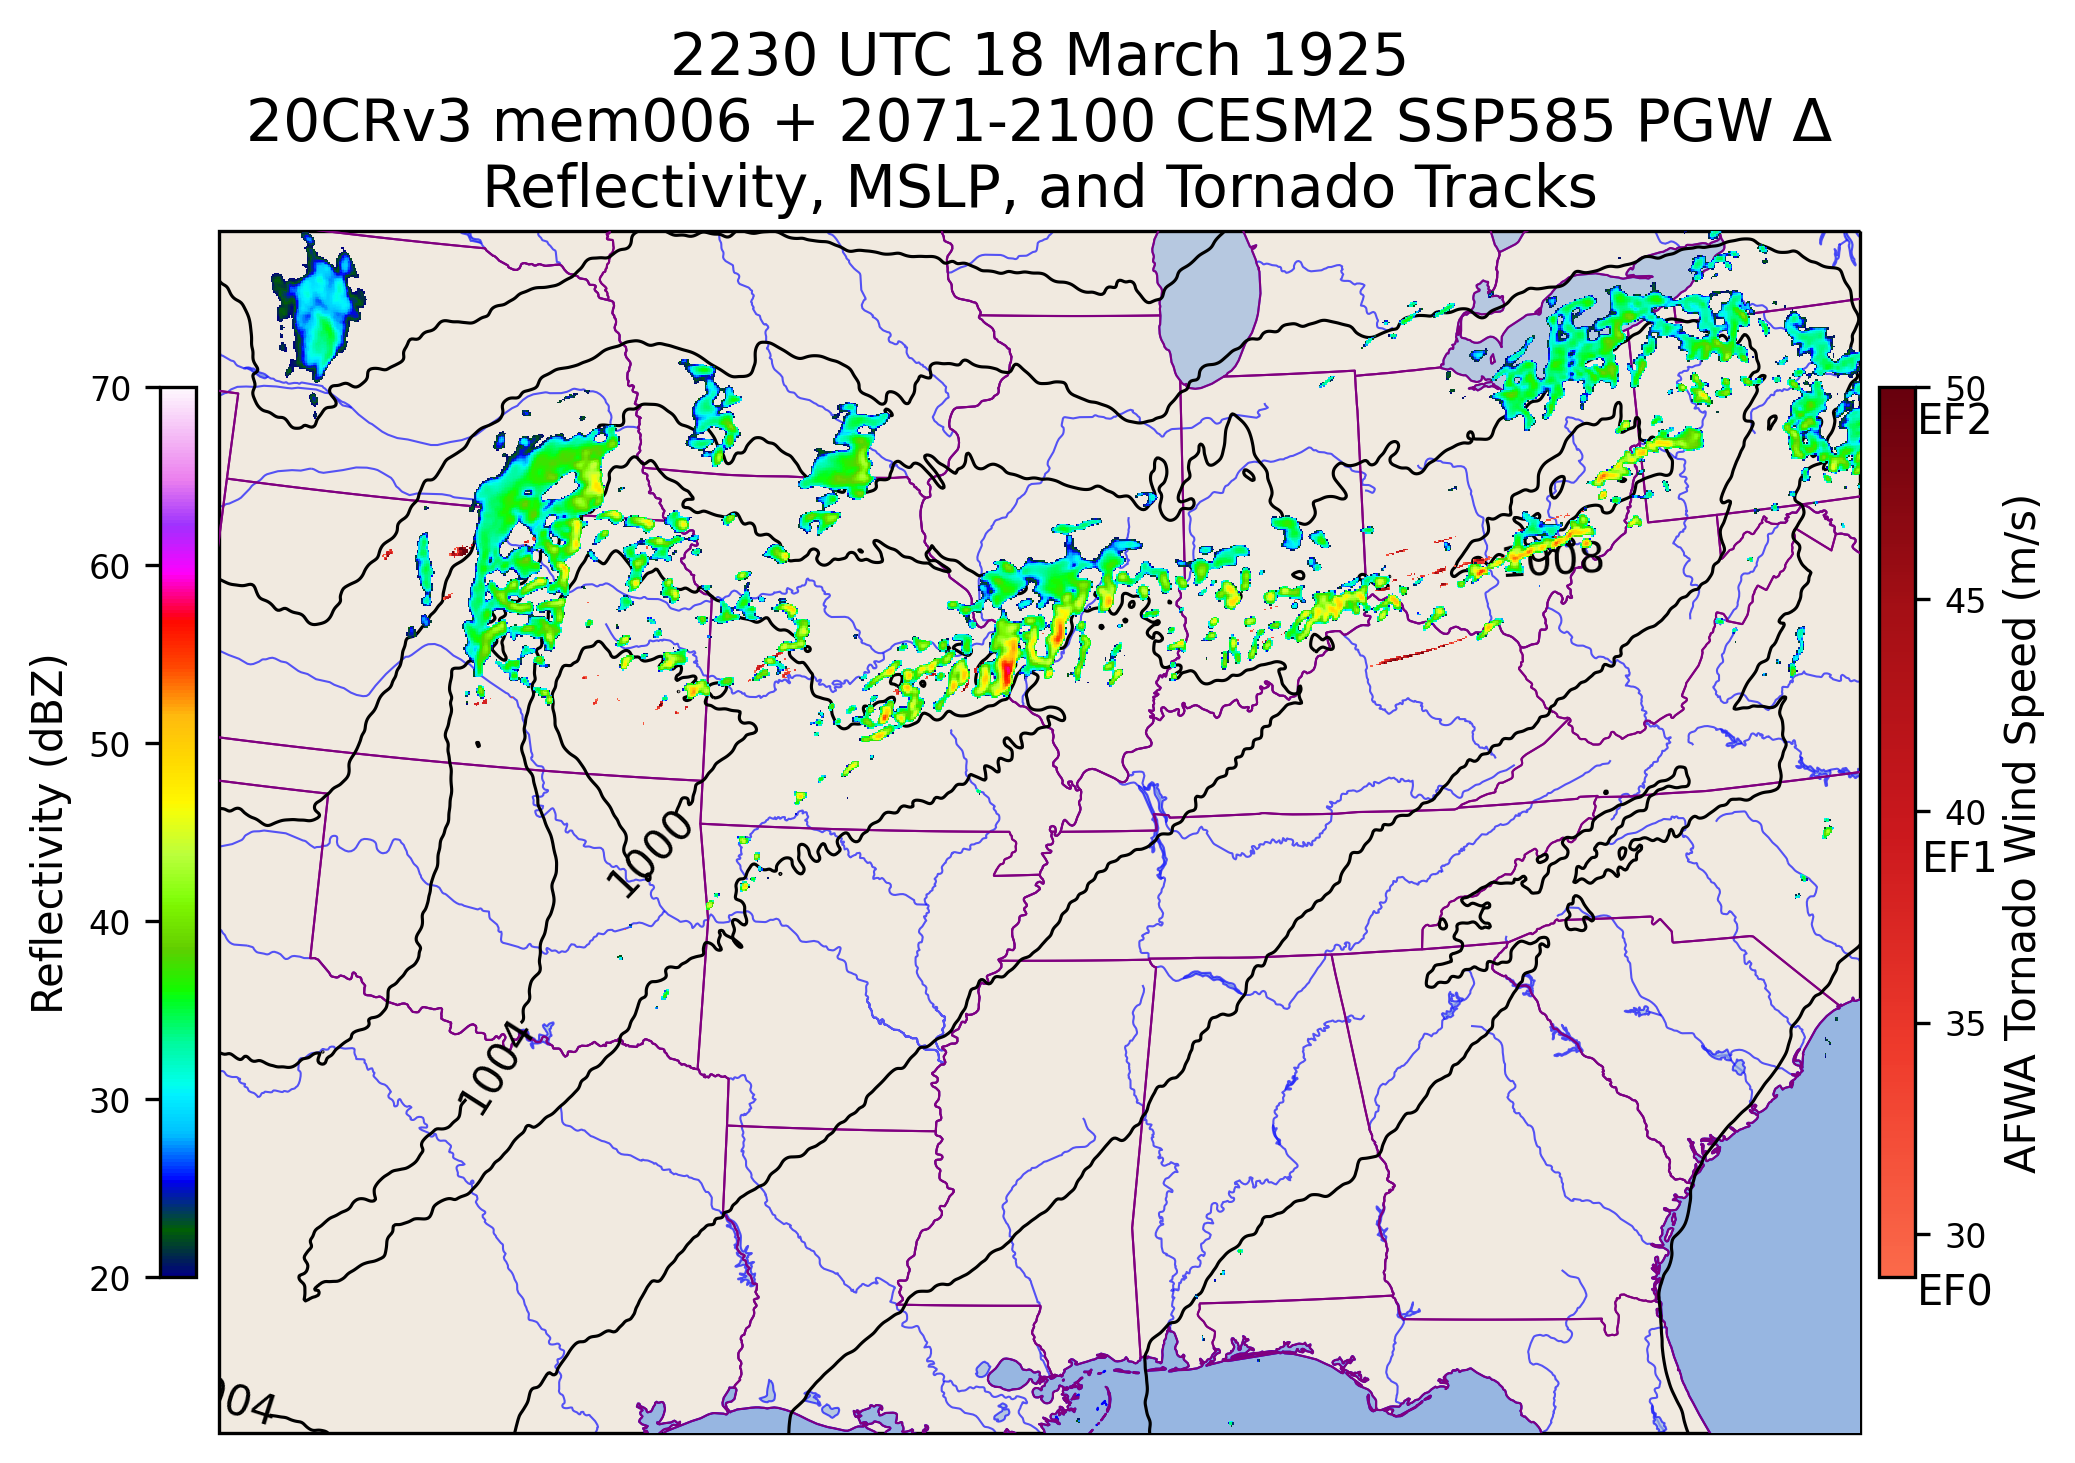 2230 UTC 18 March 1925
20CRv3 mem006 + 2071-2100 CESM2 SSP585 PGW Δ
Reflectivity, MSLP, and Tornado Tracks
Reflectivity (dBZ)
70
60
50
40
30
20
1008
1000
1004
004
50
EF2
45
40
EF1
35
30
EF0
AFWA Tornado Wind Speed (m/s)